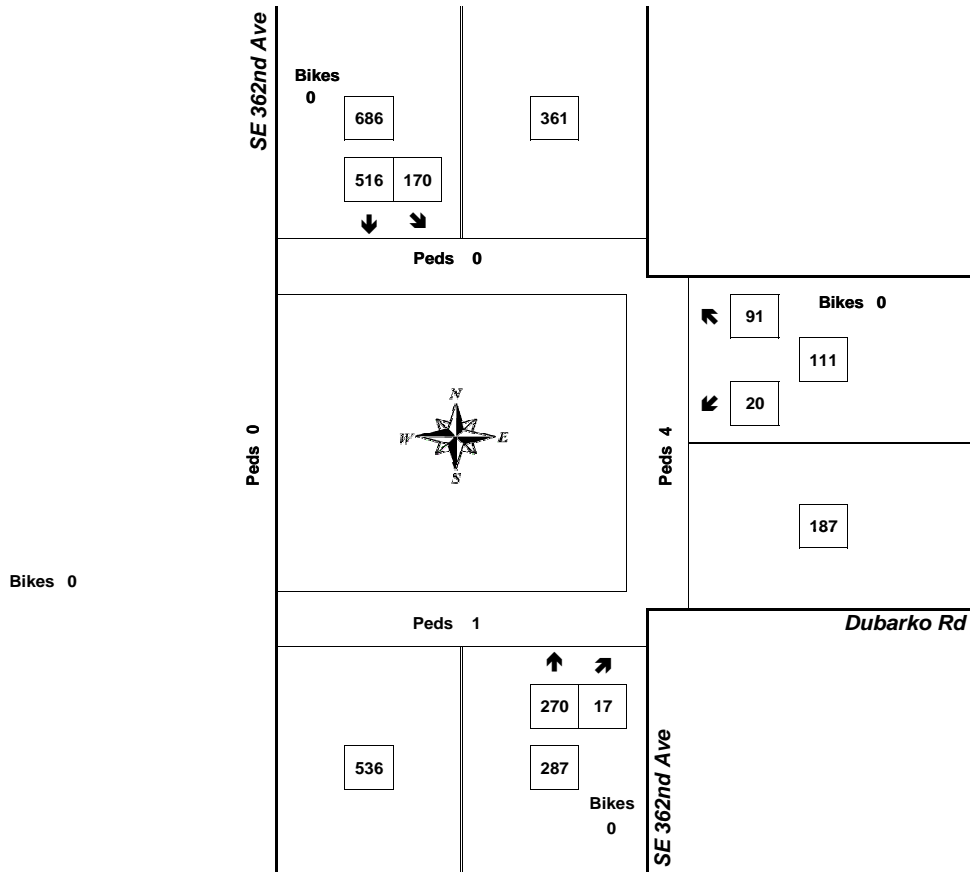 SE 362nd Ave
Bikes
0
686
361
516 170
Peds 0
91
Bikes 0
111
20
N
W E
S
Peds 0
Peds 4
187
Bikes 0
Peds 1
Dubarko Rd
270 17
536
287
Bikes
0
SE 362nd Ave